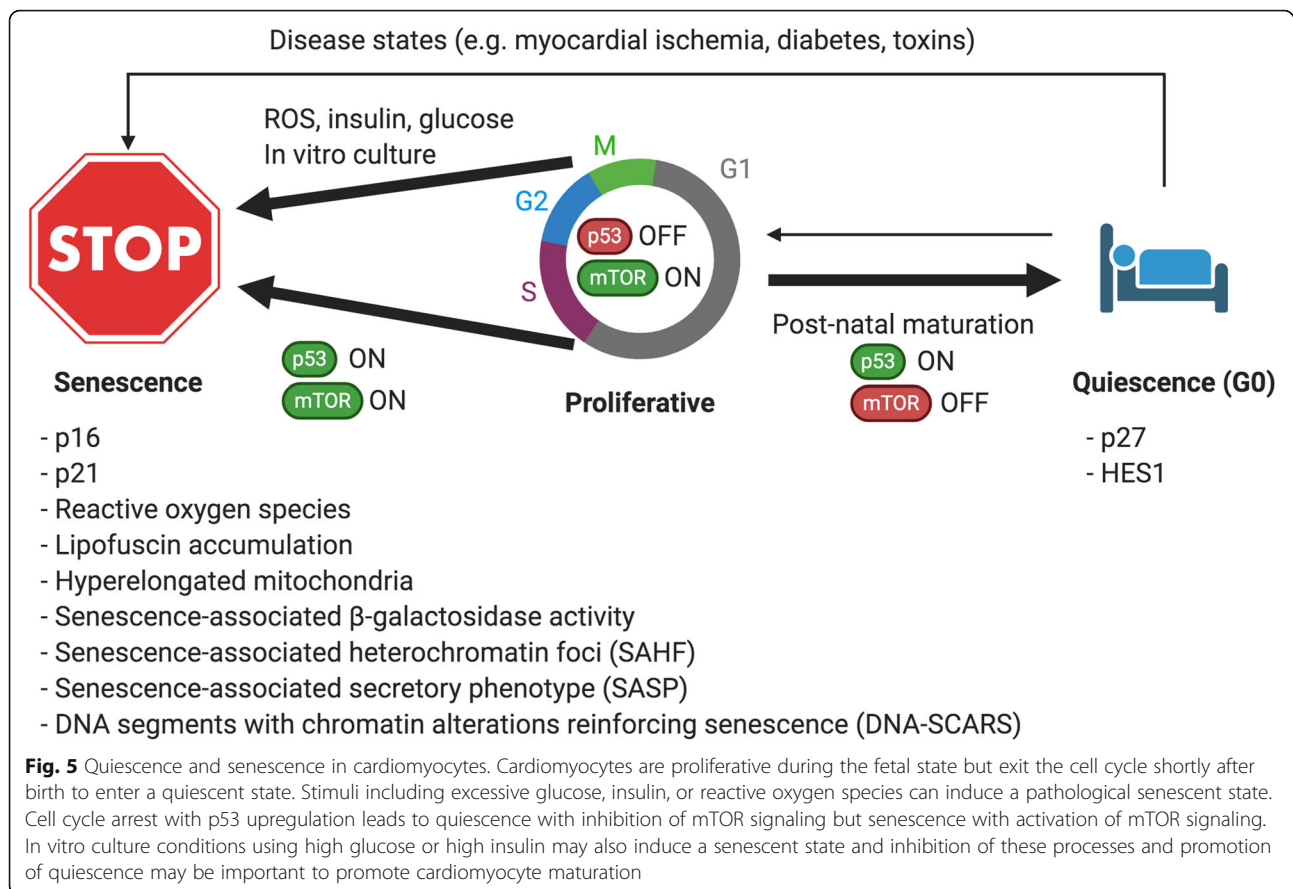 Disease states (e.g. myocardial ischemia, diabetes, toxins)
ROS, insulin, glucose
In vitro culture
M
G1
G2
S
p53 OFF
mTOR ON
STOP
Post-natal maturation
p53 ON
mTOR ON
p53 ON
mTOR OFF
Senescence
Proliferative
Quiescence (G0)
- p16
- p21
- Reactive oxygen species
- Lipofuscin accumulation
- Hyperelongated mitochondria
- Senescence-associated β-galactosidase activity
- Senescence-associated heterochromatin foci (SAHF)
- Senescence-associated secretory phenotype (SASP)
- DNA segments with chromatin alterations reinforcing senescence (DNA-SCARS)
- p27
- HES1
Fig. 5 Quiescence and senescence in cardiomyocytes. Cardiomyocytes are proliferative during the fetal state but exit the cell cycle shortly after
birth to enter a quiescent state. Stimuli including excessive glucose, insulin, or reactive oxygen species can induce a pathological senescent state.
Cell cycle arrest with p53 upregulation leads to quiescence with inhibition of mTOR signaling but senescence with activation of mTOR signaling.
In vitro culture conditions using high glucose or high insulin may also induce a senescent state and inhibition of these processes and promotion
of quiescence may be important to promote cardiomyocyte maturation